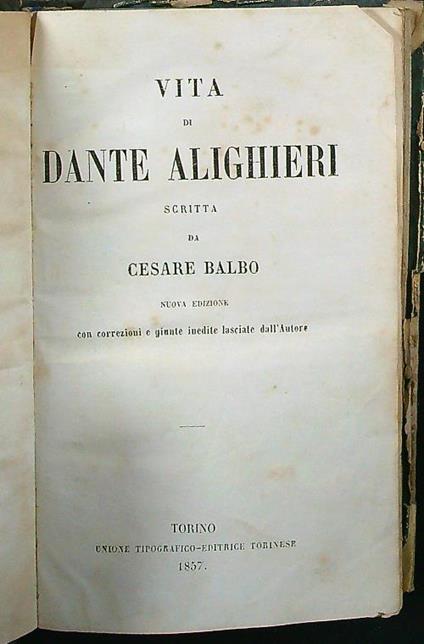 VITA
DI
DANTE ALIGHIERI
SCRITTA
DA
CESARE BALBO
NUOVA EDIZIONE
con correzioni e giunte inedite lasciate dall'Autore
TORINO
UNIONE TIPOGRAFICO-EDITRICE TORINESE
1857.